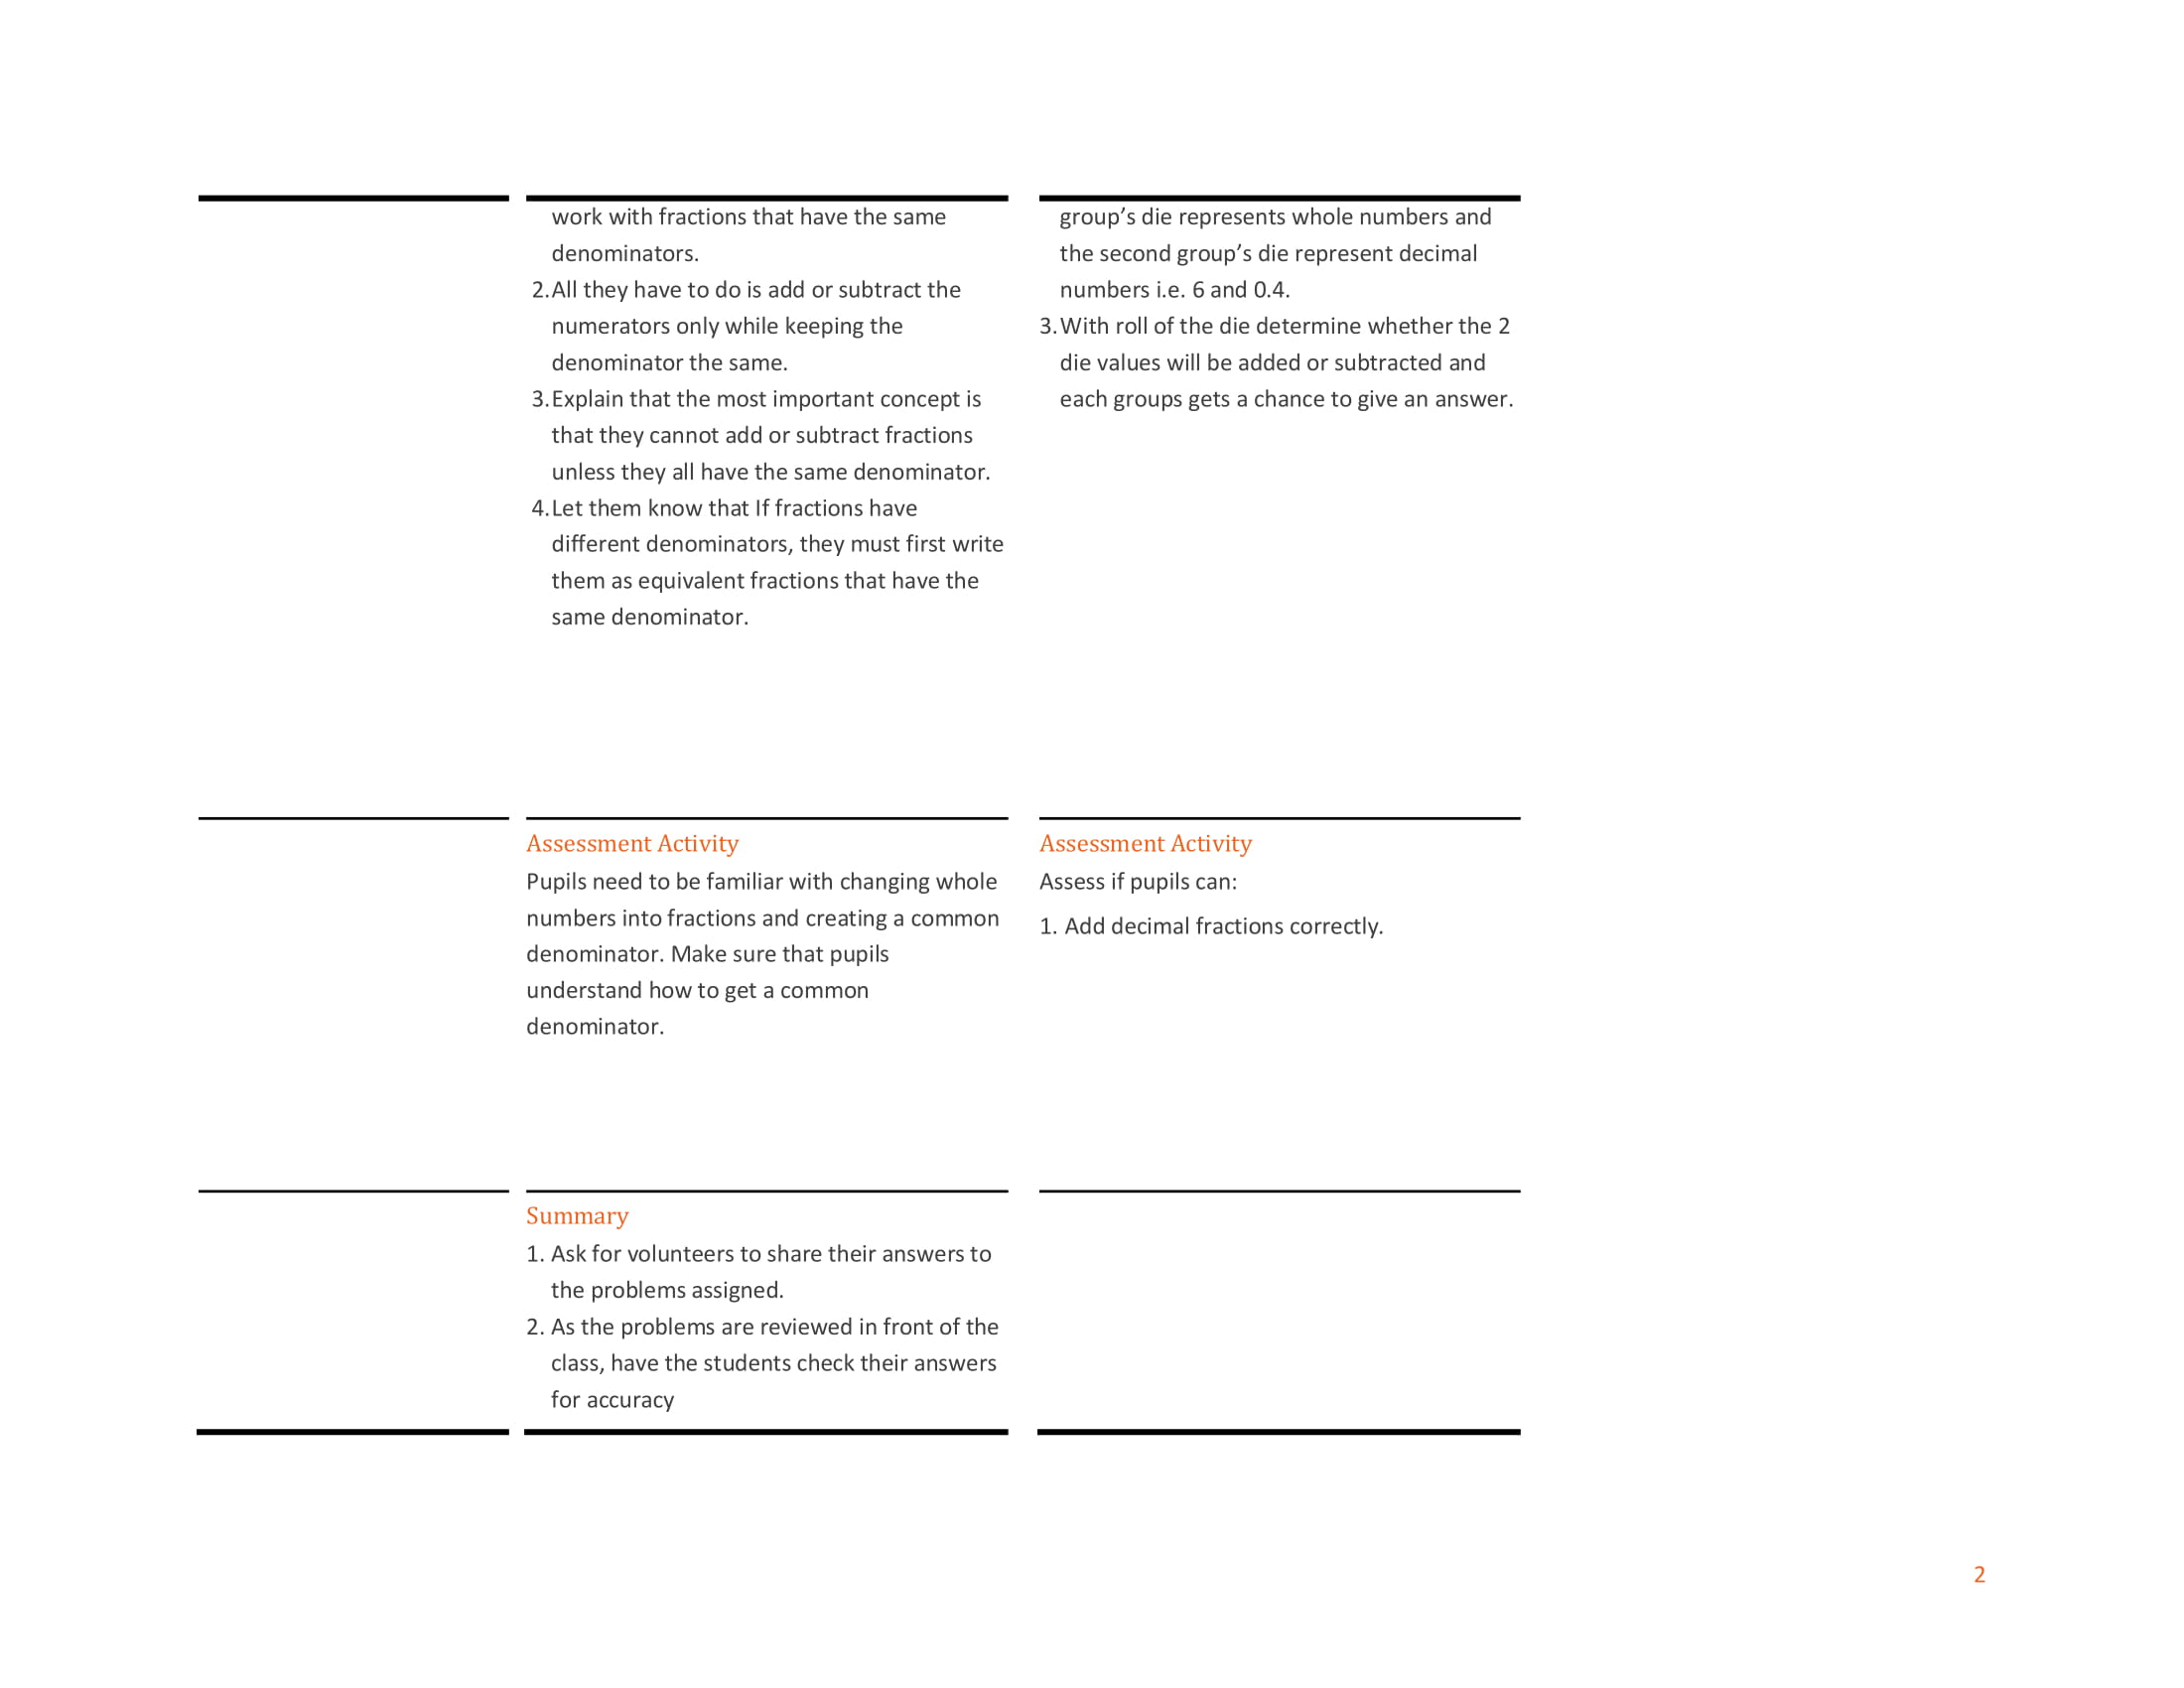 work with fractions that have the same
denominators.
2.All they have to do is add or subtract the
numerators only while keeping the
denominator the same.
3.Explain that the most important concept is
that they cannot add or subtract fractions
unless they all have the same denominator.
4.Let them know that If fractions have
different denominators, they must first write
them as equivalent fractions that have the
same denominator.
group’s die represents whole numbers and
the second group’s die represent decimal
numbers i.e. 6 and 0.4.
3.With roll of the die determine whether the 2
die values will be added or subtracted and
each groups gets a chance to give an answer.
Assessment Activity
Pupils need to be familiar with changing whole
numbers into fractions and creating a common
denominator. Make sure that pupils
understand how to get a common
denominator.
Assessment Activity
Assess if pupils can:
1. Add decimal fractions correctly.
Summary
1. Ask for volunteers to share their answers to
the problems assigned.
2. As the problems are reviewed in front of the
class, have the students check their answers
for accuracy
2